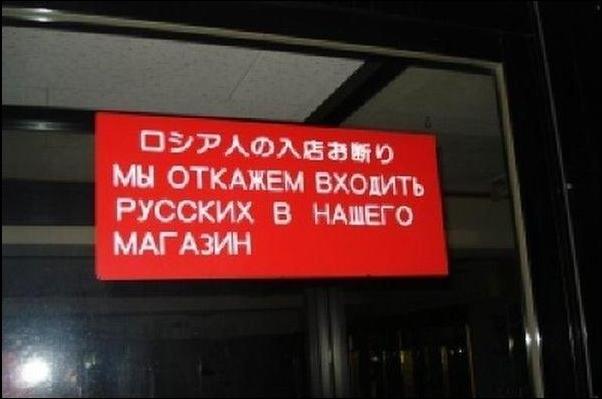 ロシア人の入店お断り
МЫ ОТКАЖЕМ ВХОДИТЬ
РУССКИХ В НАШЕГО
МАГАЗИН